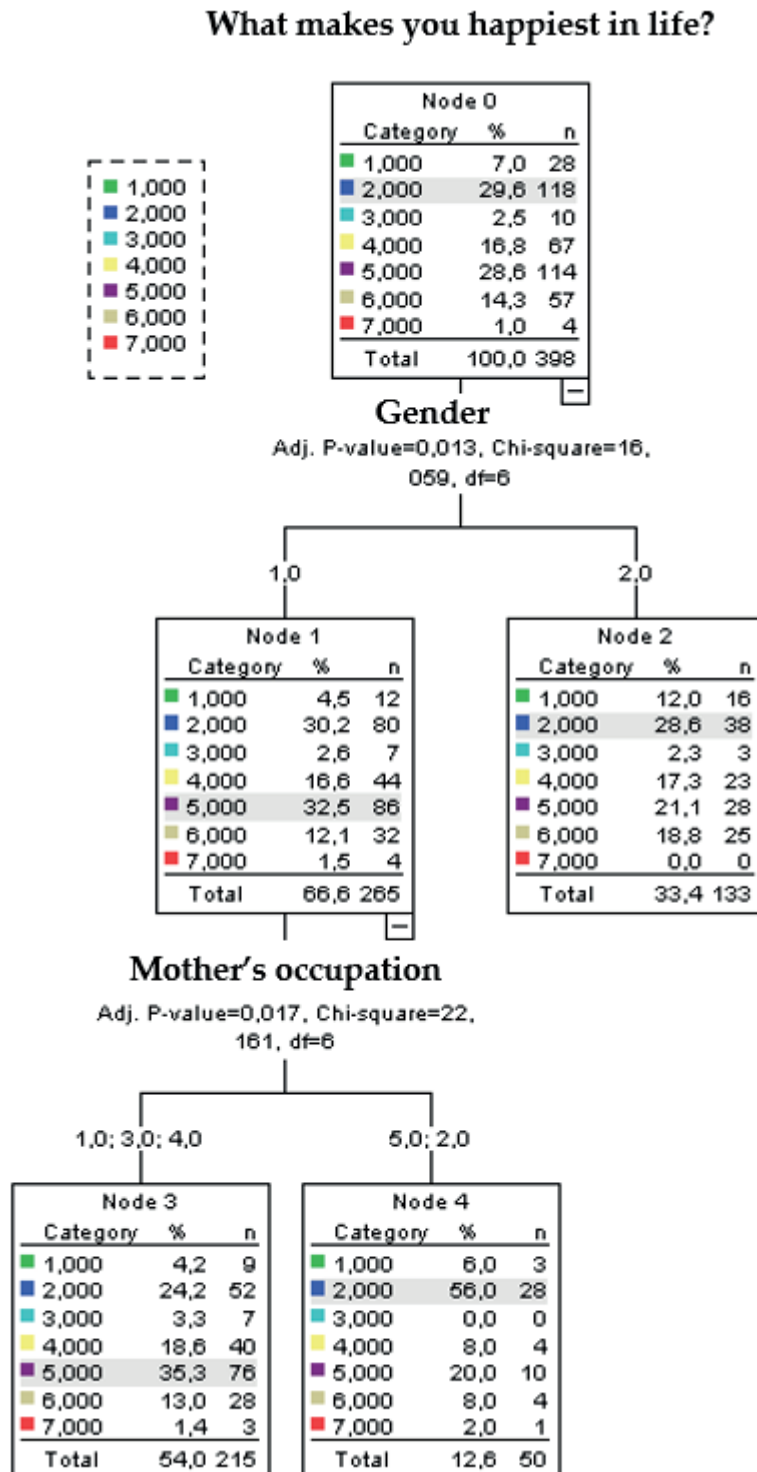 What makes you happiest in life?
1,000
2,000
3,000
4,000
5,000
6,000
7,000
Node 0
Category % n
1,000 7,0 28
2,000 29,6 118
3,000 2,5 10
4,000 16,8 67
5,000 28,6 114
6,000 14,3 57
7,000 1,0 4
Total 100,0 398
Gender
Adj. P-value=0,013, Chi-square=16,
059, df=6
1,0
2,0
Node 1
Category % n
1,000 4,5 12
2,000 30,2 80
3,000 2,6 7
4,000 16,6 44
5,000 32,5 86
6,000 12,1 32
7,000 1,5 4
Total 66,6 265
Node 2
Category % n
1,000 12,0 16
2,000 28,6 38
3,000 2,3 3
4,000 17,3 23
5,000 21,1 28
6,000 18,8 25
7,000 0,0 0
Total 33,4 133
Mother's occupation
Adj. P-value=0,017, Chi-square=22,
161, df=6
1,0; 3,0; 4,0
5,0; 2,0
Node 3
Category % n
1,000 4,2 9
2,000 24,2 52
3,000 3,3 7
4,000 18,6 40
5,000 35,3 76
6,000 13,0 28
7,000 1,4 3
Total 54,0 215
Node 4
Category % n
1,000 6,0 3
2,000 56,0 28
3,000 0,0 0
4,000 8,0 4
5,000 20,0 10
6,000 8,0 4
7,000 2,0 1
Total 12,6 50